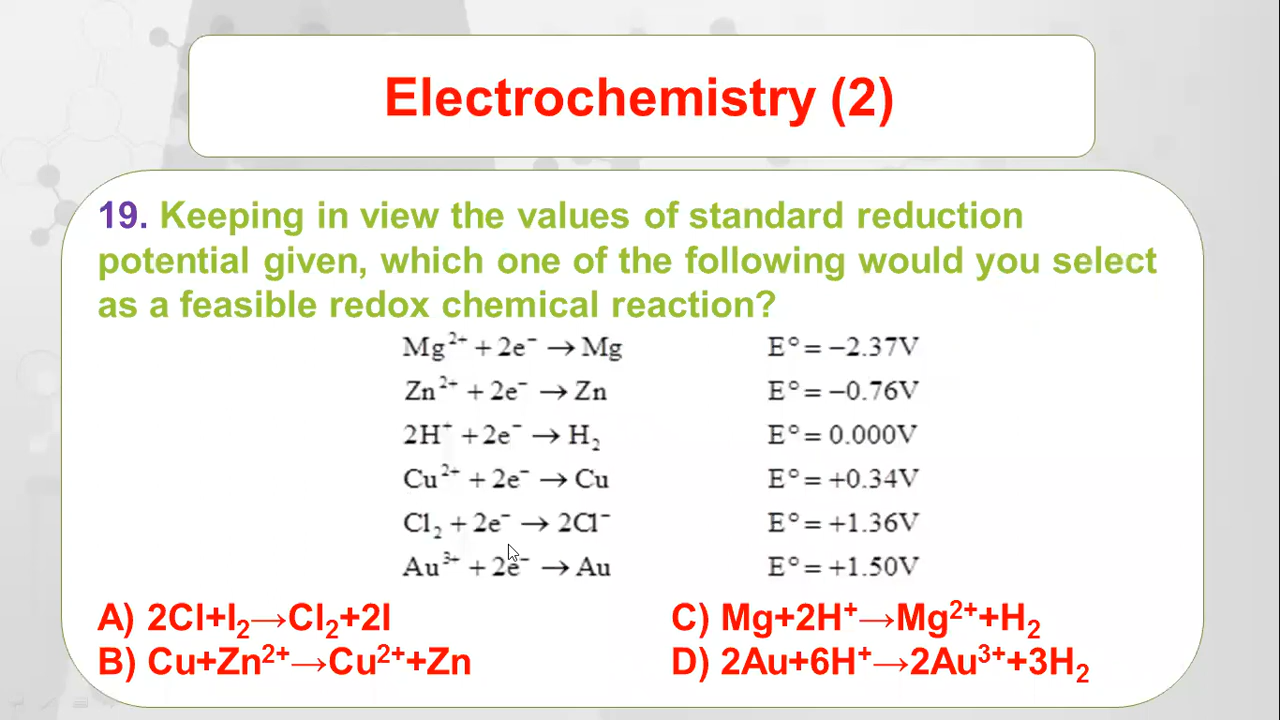 Electrochemistry (2)
19. Keeping in view the values of standard reduction
potential given, which one of the following would you select
as a feasible redox chemical reaction?
Mg²⁺ + 2e⁻ → Mg E° = −2.37V
Zn²⁺ + 2e⁻ → Zn E° = −0.76V
2H⁺ + 2e⁻ → H₂ E° = 0.000V
Cu²⁺ + 2e⁻ → Cu E° = +0.34V
Cl₂ + 2e⁻ → 2Cl⁻ E° = +1.36V
Au³⁺ + 2e⁻ → Au E° = +1.50V
A) 2Cl+I₂→Cl₂+2I C) Mg+2H⁺→Mg²⁺+H₂
B) Cu+Zn²⁺→Cu²⁺+Zn D) 2Au+6H⁺→2Au³⁺+3H₂